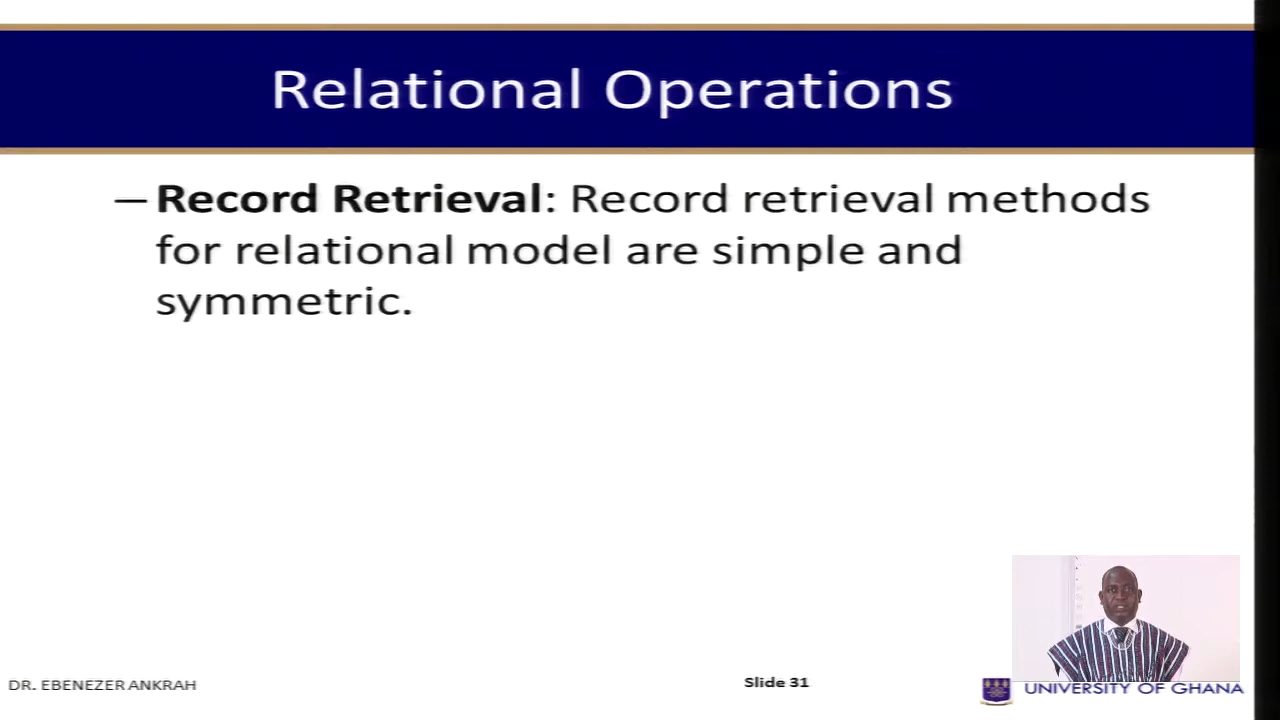 Relational Operations
– Record Retrieval: Record retrieval methods
for relational model are simple and
symmetric.
DR. EBENEZER ANKRAH
Slide 31
UNIVERSITY OF GHANA